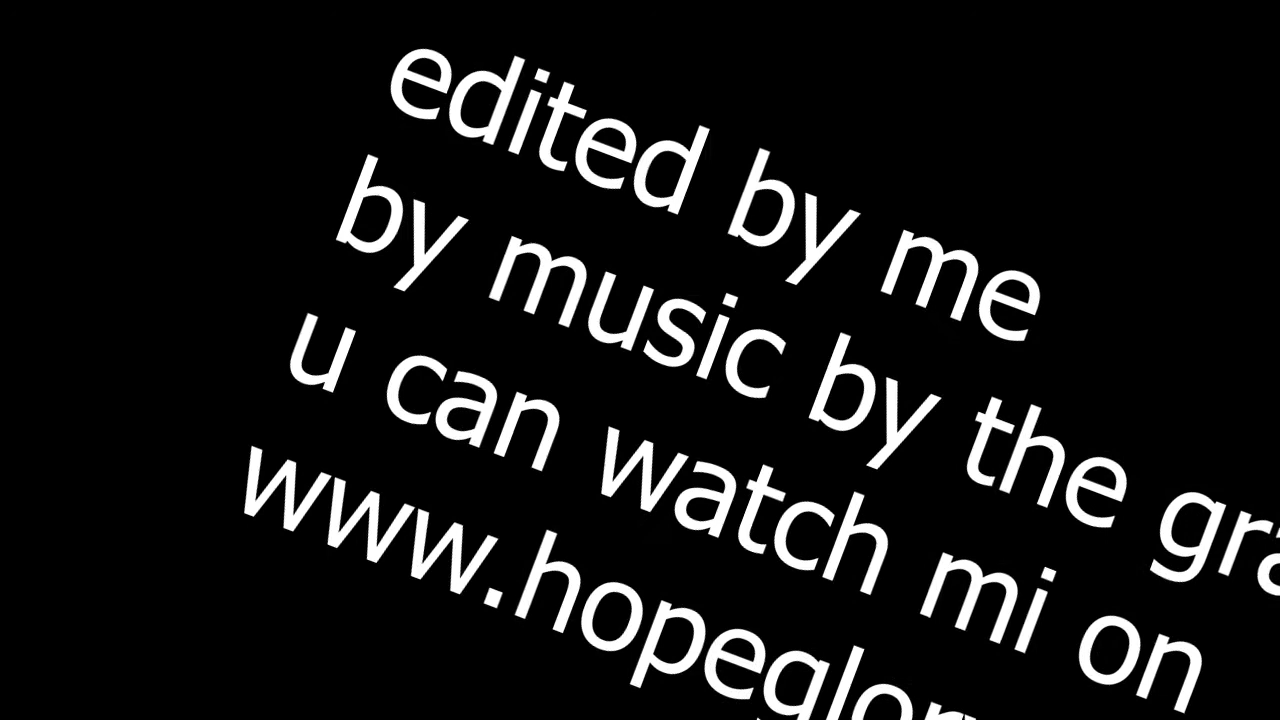 edited by me
by music by the
u can watch mi on